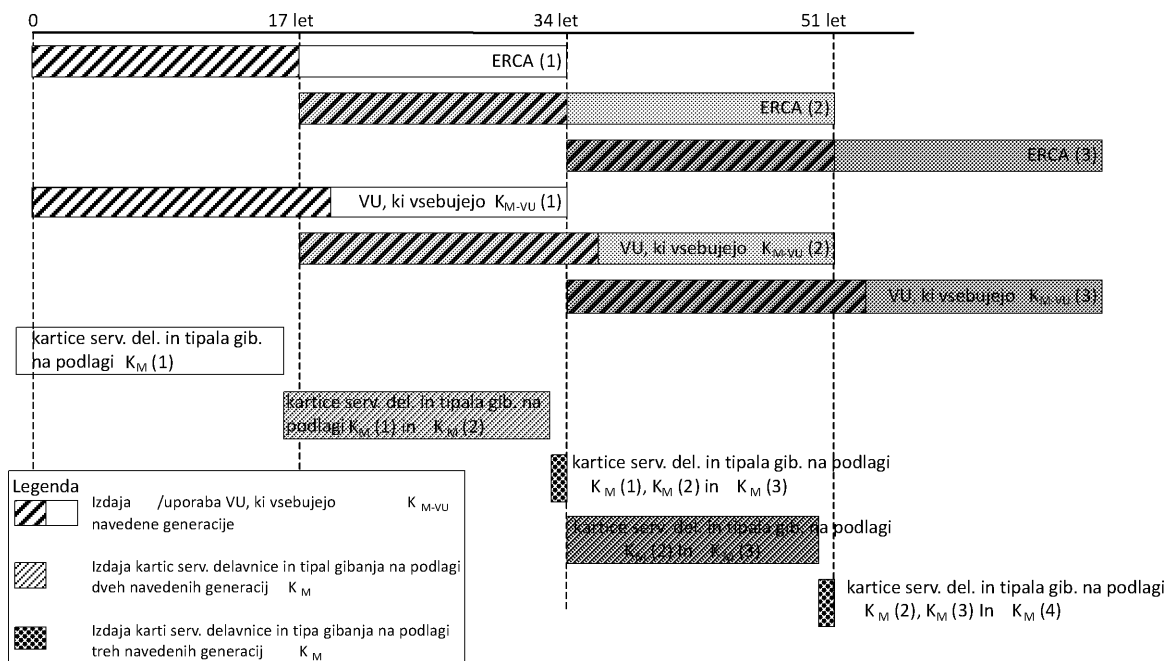 0 17 let 34 let 51 let
ERCA (1)
ERCA (2)
ERCA (3)
VU, ki vsebujejo K M-VU (1)
VU, ki vsebujejo K M-VU (2)
VU, ki vsebujejo K M-VU (3)
kartice serv. del. in tipala gib.
na podlagi K M (1)
kartice serv. del. in tipala gib. na
podlagi K M (1) in K M (2)
kartice serv. del. in tipala gib. na podlagi
K M (1), K M (2) in K M (3)
kartice serv. del. in tipala gib. na podlagi
K M (2) in K M (3)
kartice serv. del. in tipala gib. na podlagi
K M (2), K M (3) In K M (4)
Legenda
Izdaja /uporaba VU, ki vsebujejo K M-VU
navedene generacije
Izdaja kartic serv. delavnice in tipal gibanja na podlagi
dveh navedenih generacij K M
Izdaja karti serv. delavnice in tipa gibanja na podlagi
treh navedenih generacij K M